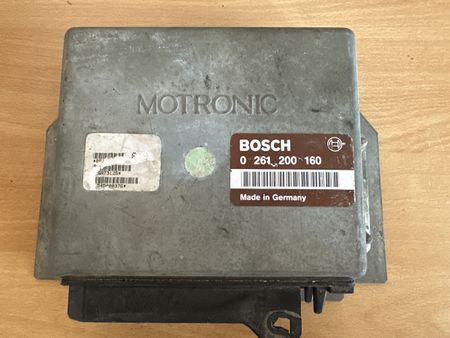 MOTRONIC
BOSCH
0 261 200 160
Made in Germany